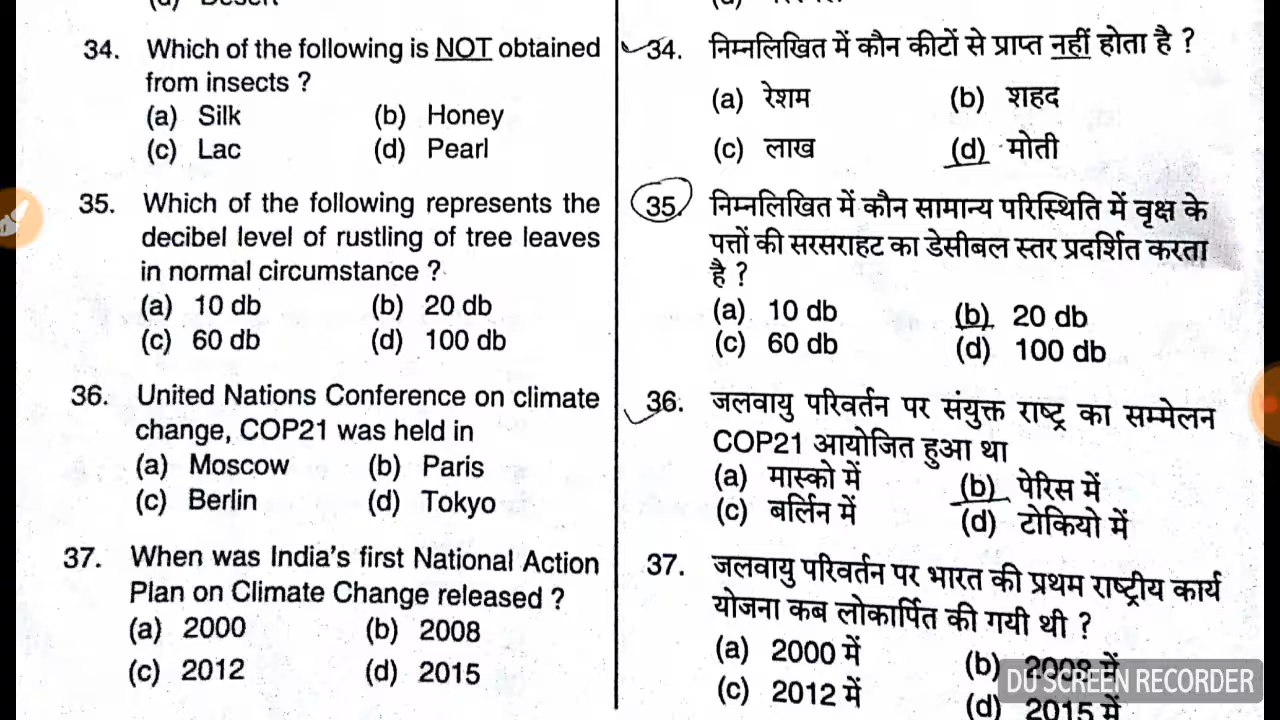 34. Which of the following is NOT obtained
from insects ?
(a) Silk (b) Honey
(c) Lac (d) Pearl
35. Which of the following represents the
decibel level of rustling of tree leaves
in normal circumstance ?
(a) 10 db (b) 20 db
(c) 60 db (d) 100 db
36. United Nations Conference on climate
change, COP21 was held in
(a) Moscow (b) Paris
(c) Berlin (d) Tokyo
37. When was India's first National Action
Plan on Climate Change released ?
(a) 2000 (b) 2008
(c) 2012 (d) 2015
34. निम्नलिखित में कौन कीटों से प्राप्त नहीं होता है ?
(a) रेशम (b) शहद
(c) लाख (d) मोती
35. निम्नलिखित में कौन सामान्य परिस्थिति में वृक्ष के
पत्तों की सरसराहट का डेसीबल स्तर प्रदर्शित करता
है ?
(a) 10 db (b) 20 db
(c) 60 db (d) 100 db
36. जलवायु परिवर्तन पर संयुक्त राष्ट्र का सम्मेलन
COP21 आयोजित हुआ था
(a) मास्को में (b) पेरिस में
(c) बर्लिन में (d) टोकियो में
37. जलवायु परिवर्तन पर भारत की प्रथम राष्ट्रीय कार्य
योजना कब लोकार्पित की गयी थी ?
(a) 2000 में (b) 2008 में
(c) 2012 में (d) 2015 में
DU SCREEN RECORDER